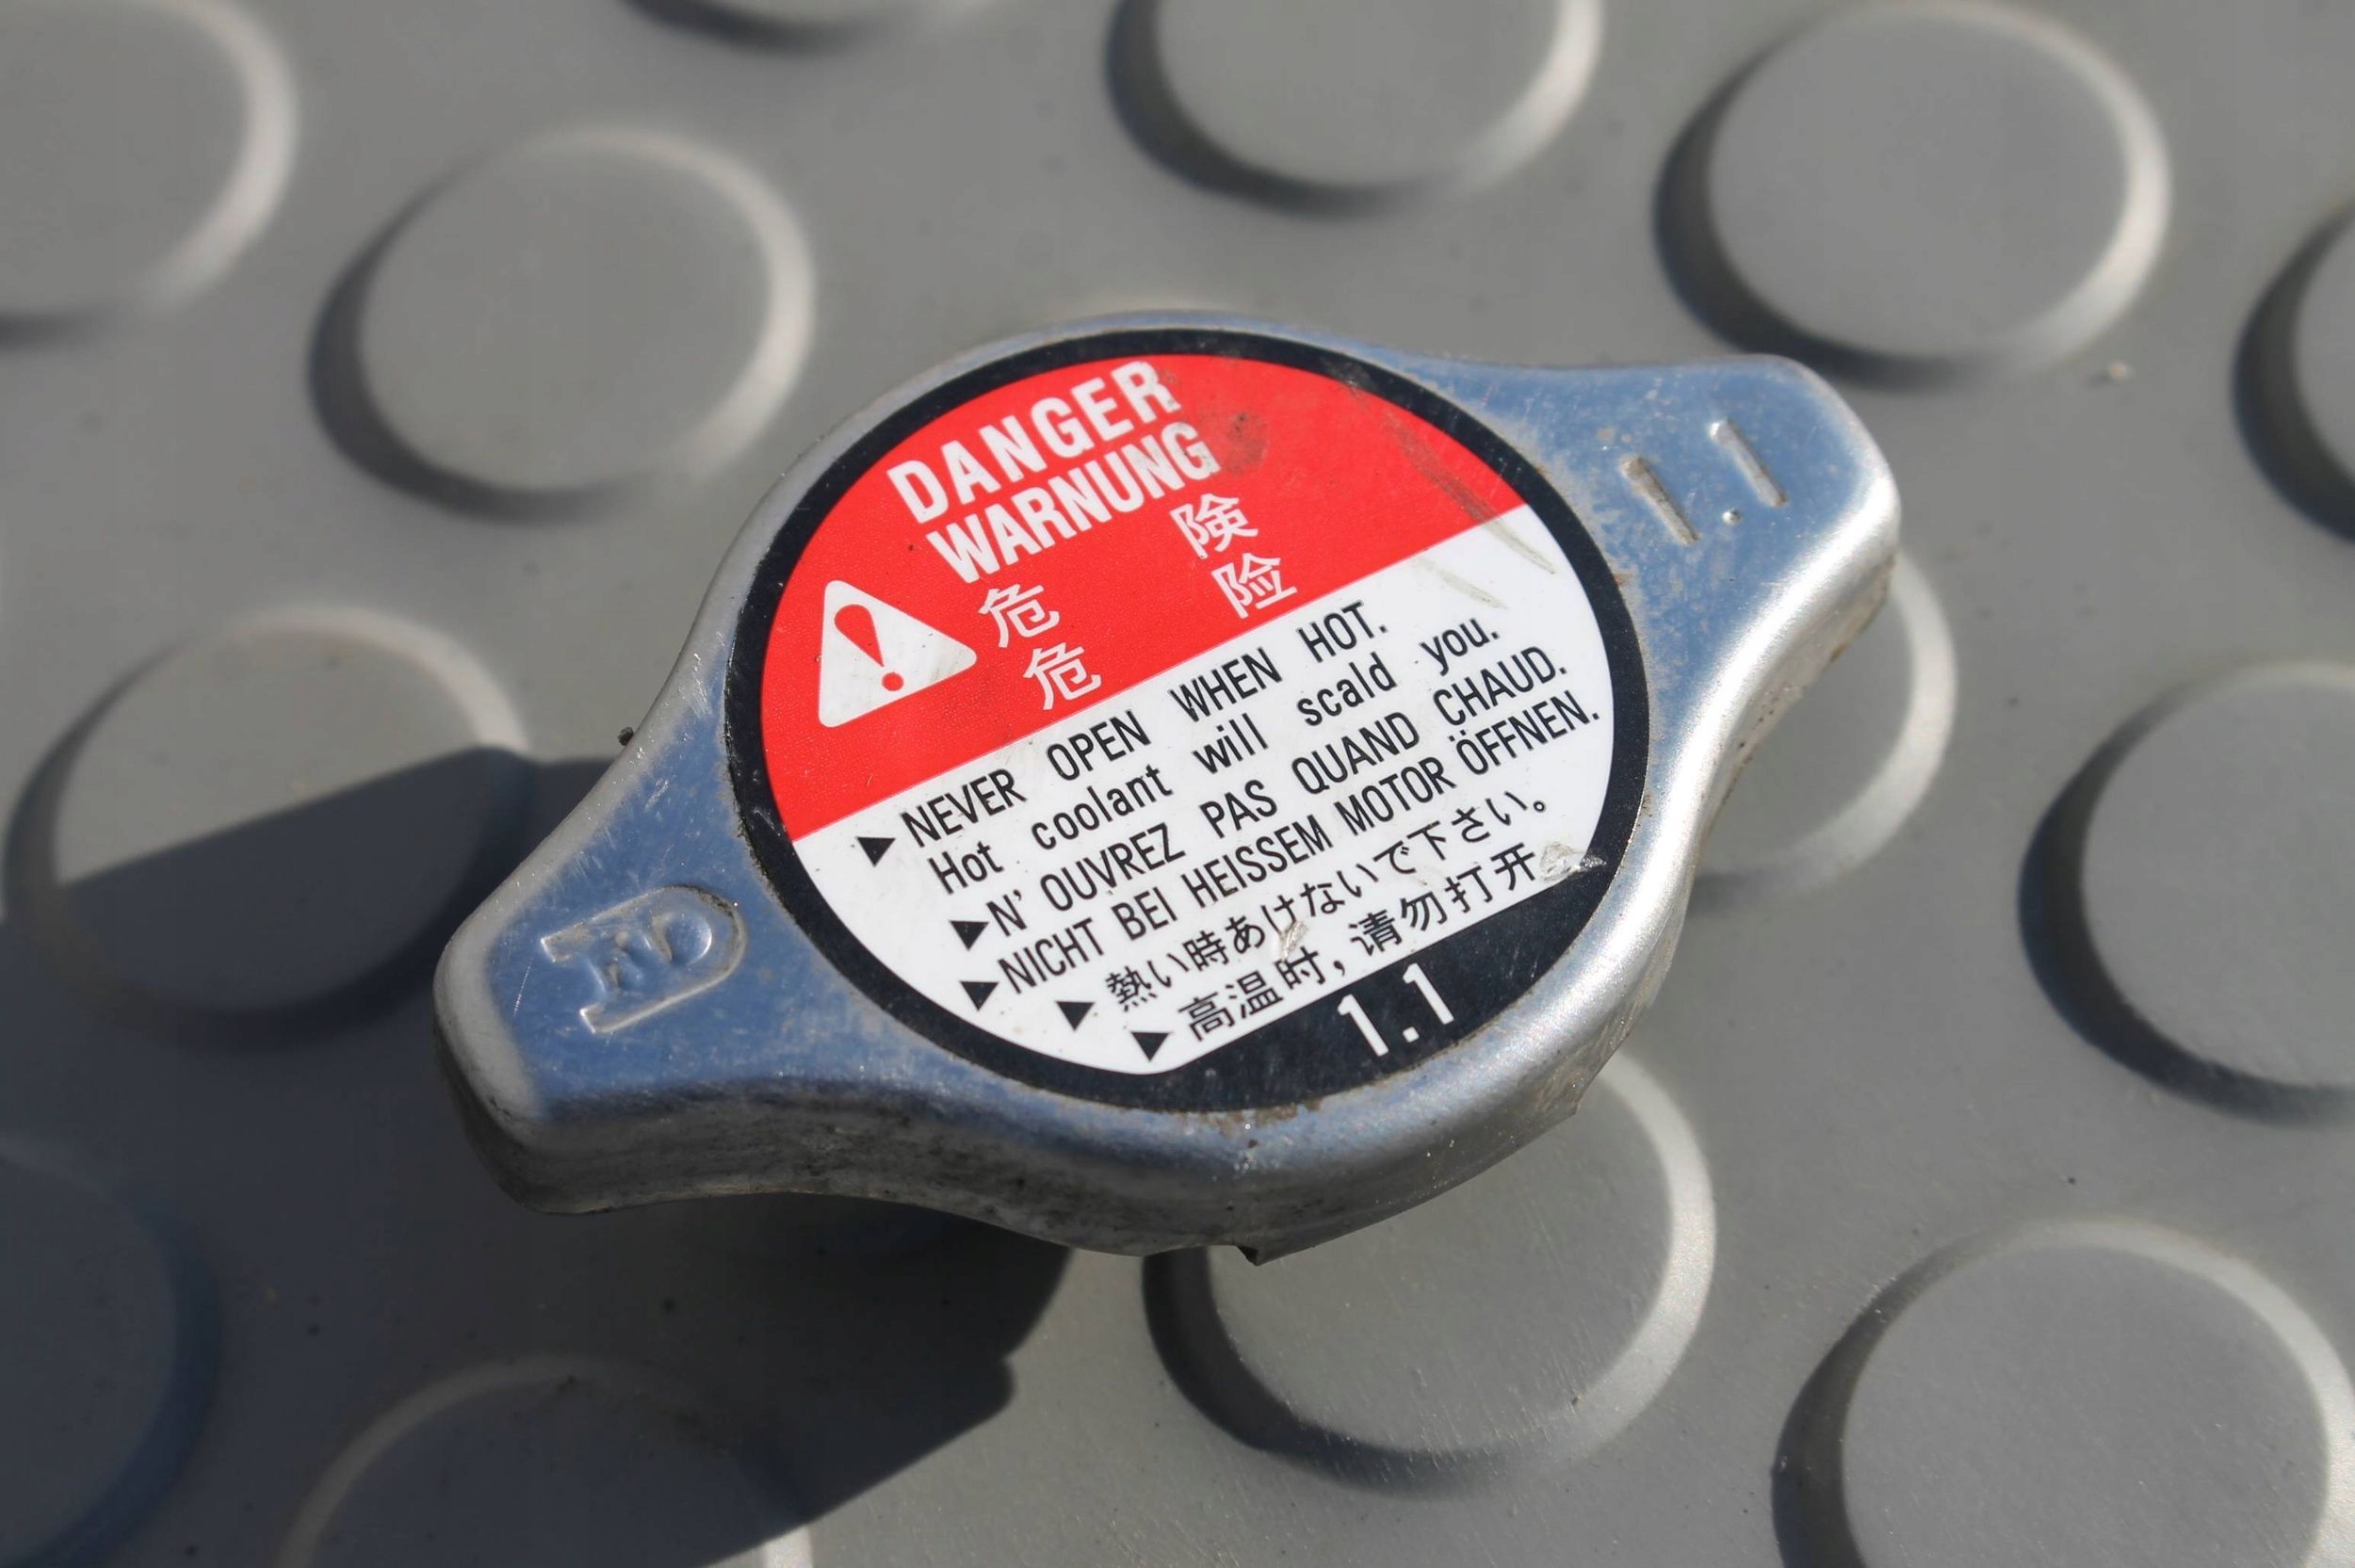 DANGER
WARNUNG
危 険
危 险
▶NEVER OPEN WHEN HOT.
Hot coolant will scald you.
▶N' OUVREZ PAS QUAND CHAUD.
▶NICHT BEI HEISSEM MOTOR ÖFFNEN.
▶熱い時あけないで下さい。
▶高温时,请勿打开
1.1
1.1